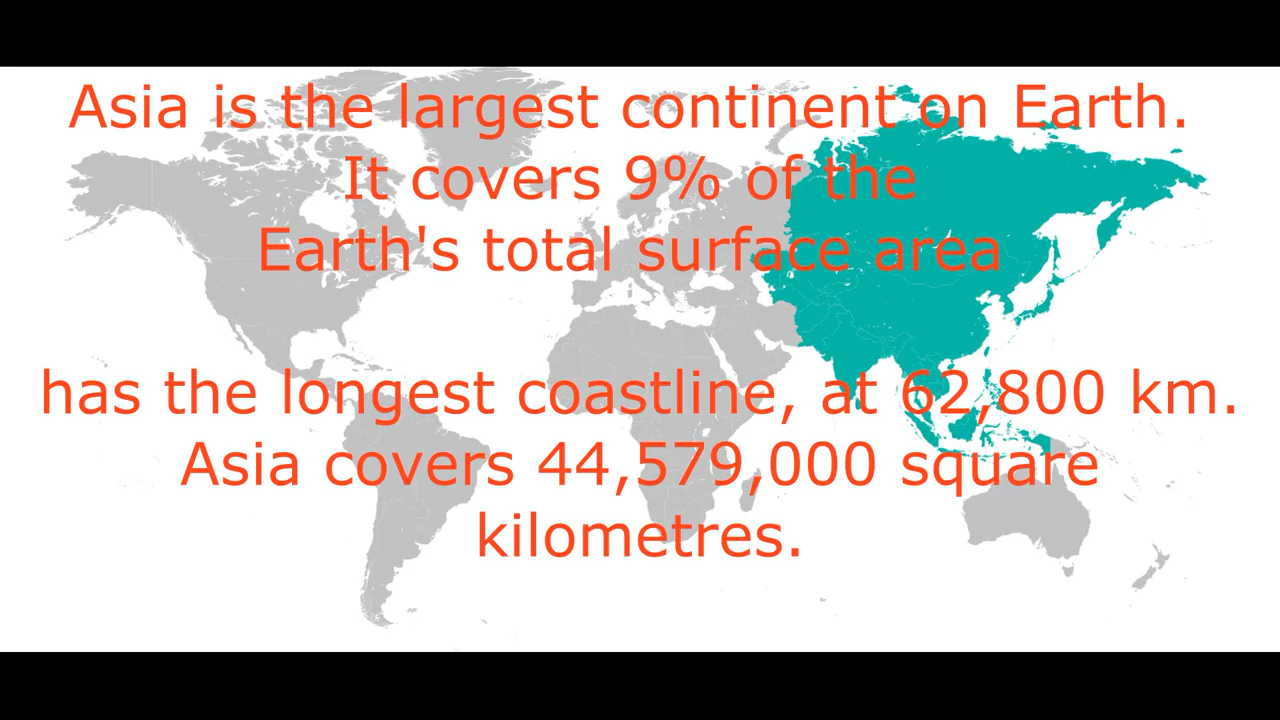 Asia is the largest continent on Earth.
It covers 9% of the
Earth's total surface area
has the longest coastline, at 62,800 km.
Asia covers 44,579,000 square
kilometres.